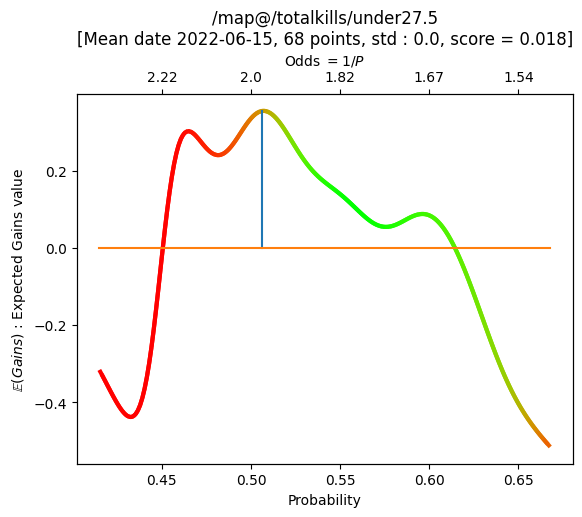 /map@/totalkills/under27.5
[Mean date 2022-06-15, 68 points, std : 0.0, score = 0.018]
Odds = 1/P
2.22 2.0 1.82 1.67 1.54
0.2
0.0
−0.2
−0.4
𝔼(Gains) : Expected Gains value
0.45 0.50 0.55 0.60 0.65
Probability